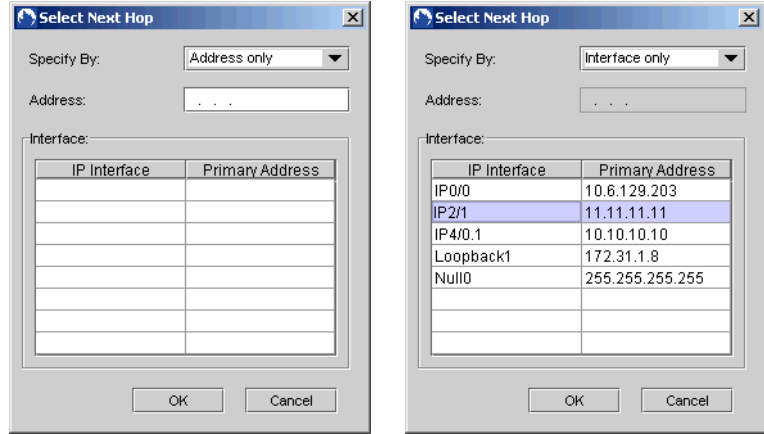 Select Next Hop
Specify By: Address only
Address: . . .
Interface:
IP Interface Primary Address
OK Cancel
Select Next Hop
Specify By: Interface only
Address: . . .
Interface:
IP Interface Primary Address
IP0/0 10.6.129.203
IP2/1 11.11.11.11
IP4/0.1 10.10.10.10
Loopback1 172.31.1.8
Null0 255.255.255.255
OK Cancel